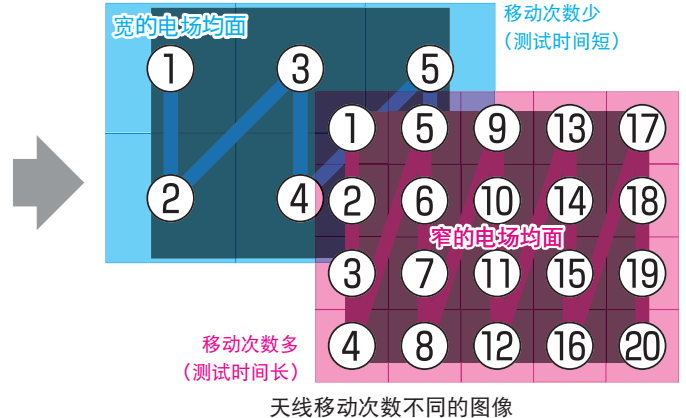 宽的电场均面
移动次数少
（测试时间短）
1 3 5
2 4
1 5 9 13 17
2 6 10 14 18
窄的电场均面
3 7 11 15 19
4 8 12 16 20
移动次数多
（测试时间长）
天线移动次数不同的图像